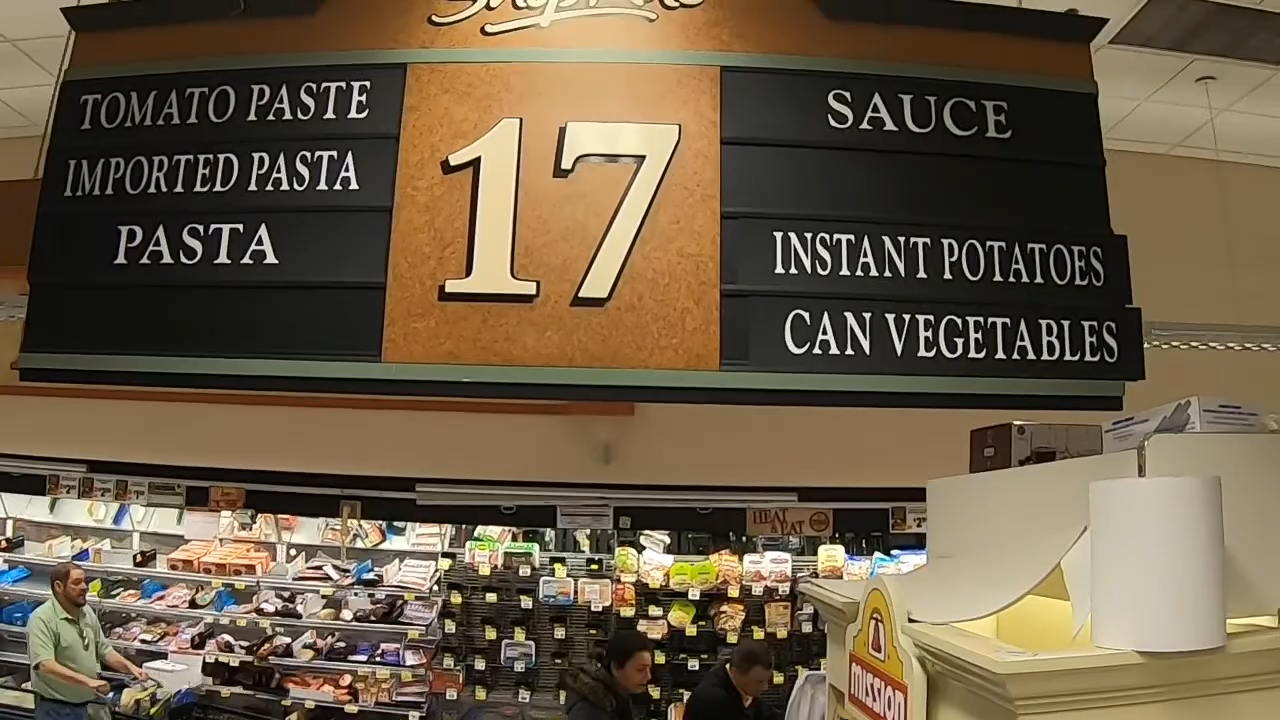 TOMATO PASTE
IMPORTED PASTA
PASTA
17
SAUCE
INSTANT POTATOES
CAN VEGETABLES
HEAT
& EAT
MISSION